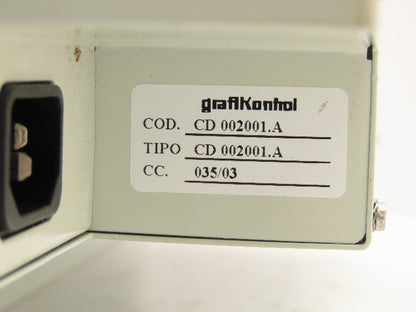 grafikontrol
COD. CD 002001.A
TIPO CD 002001.A
CC. 035/03